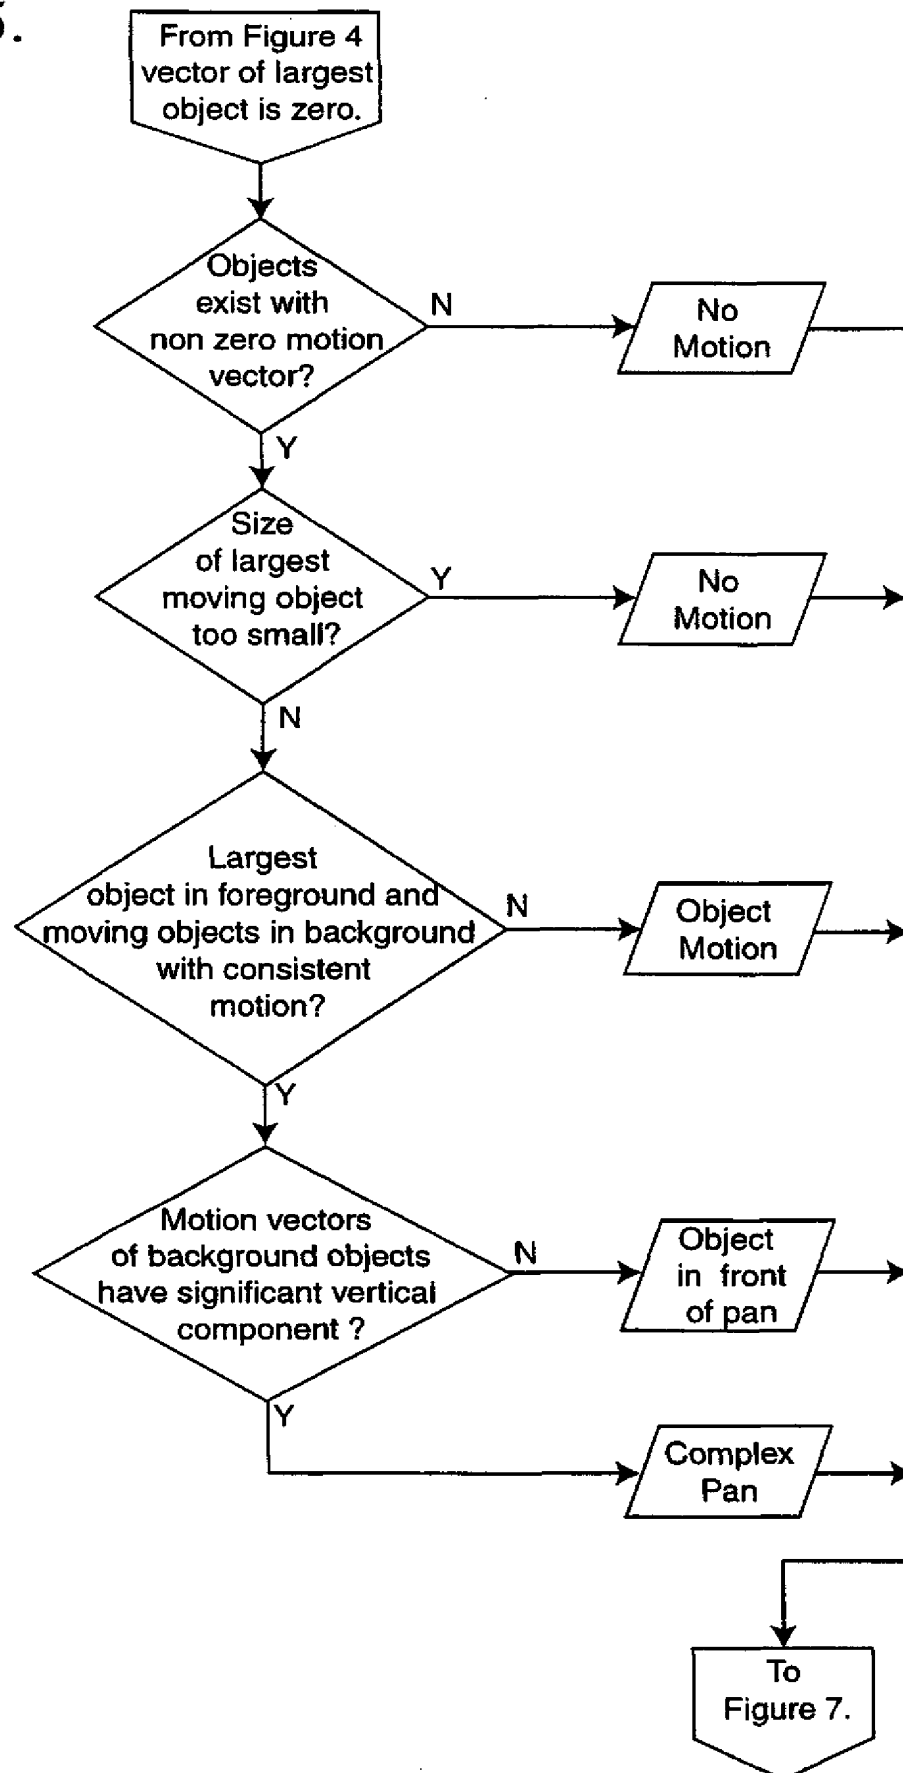 5.
From Figure 4
vector of largest
object is zero.
Objects
exist with
non zero motion
vector?
N
No
Motion
Y
Size
of largest
moving object
too small?
Y
No
Motion
N
Largest
object in foreground and
moving objects in background
with consistent
motion?
N
Object
Motion
Y
Motion vectors
of background objects
have significant vertical
component ?
N
Object
in front
of pan
Y
Complex
Pan
To
Figure 7.